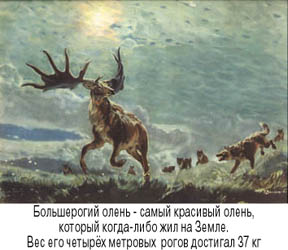 Большерогий олень - самый красивый олень,
который когда-либо жил на Земле.
Вес его четырёх метровых рогов достигал 37 кг